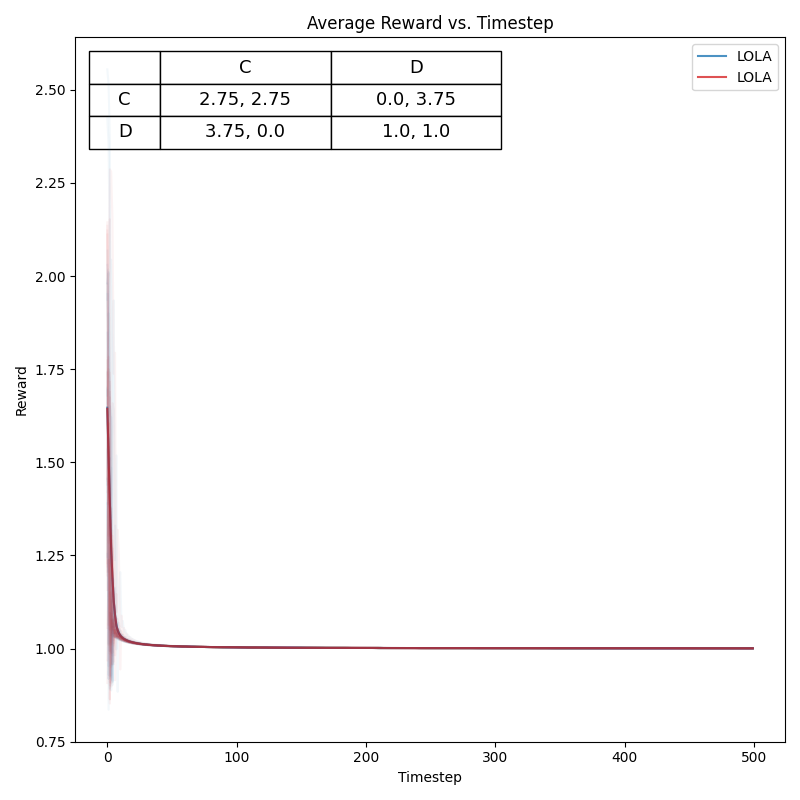 Average Reward vs. Timestep
C D
C 2.75, 2.75 0.0, 3.75
D 3.75, 0.0 1.0, 1.0
LOLA
LOLA
Reward
2.50
2.25
2.00
1.75
1.50
1.25
1.00
0.75
0 100 200 300 400 500
Timestep